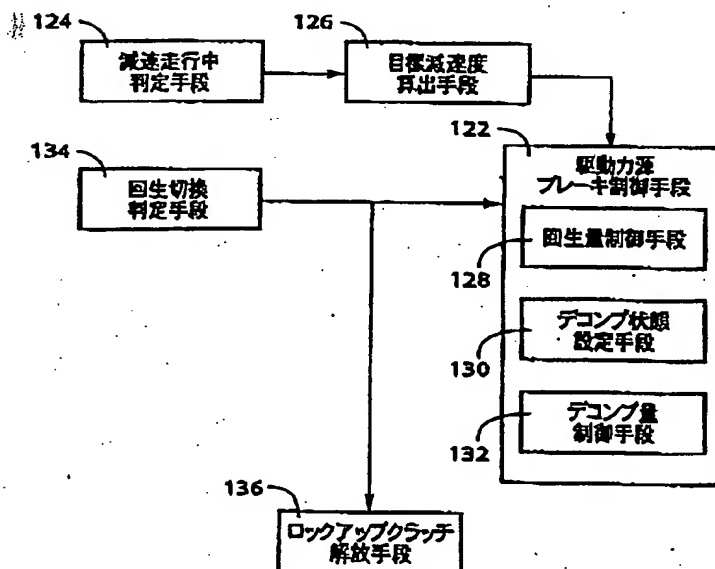 124
減速走行中
判定手段
126
目標減速度
算出手段
134
回生切換
判定手段
122
駆動力源
ブレーキ制御手段
回生量制御手段
128
デコンプ状態
設定手段
130
デコンプ量
制御手段
132
136
ロックアップクラッチ
解放手段